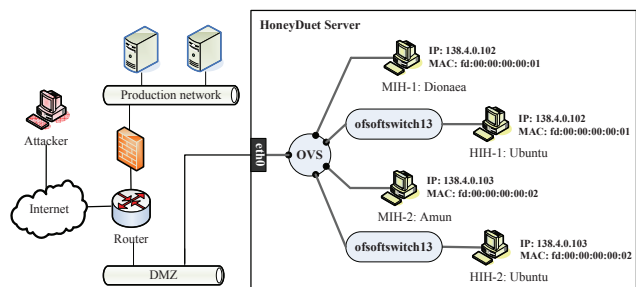 HoneyDuet Server
IP: 138.4.0.102
MAC: fd:00:00:00:00:01
MIH-1: Dionaea
Production network
Attacker
ofsoftswitch13
IP: 138.4.0.102
MAC: fd:00:00:00:00:01
HIH-1: Ubuntu
eth0
OVS
IP: 138.4.0.103
MAC: fd:00:00:00:00:02
MIH-2: Amun
Internet
Router
ofsoftswitch13
IP: 138.4.0.103
MAC: fd:00:00:00:00:02
HIH-2: Ubuntu
DMZ